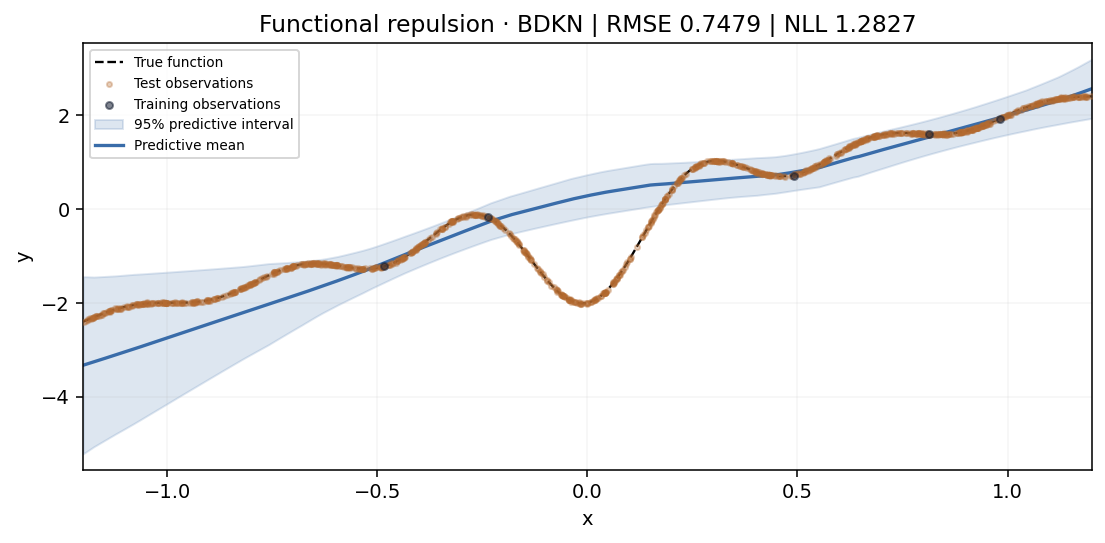 Functional repulsion · BDKN | RMSE 0.7479 | NLL 1.2827
True function
Test observations
Training observations
95% predictive interval
Predictive mean
y
2
0
−2
−4
−1.0
−0.5
0.0
0.5
1.0
x